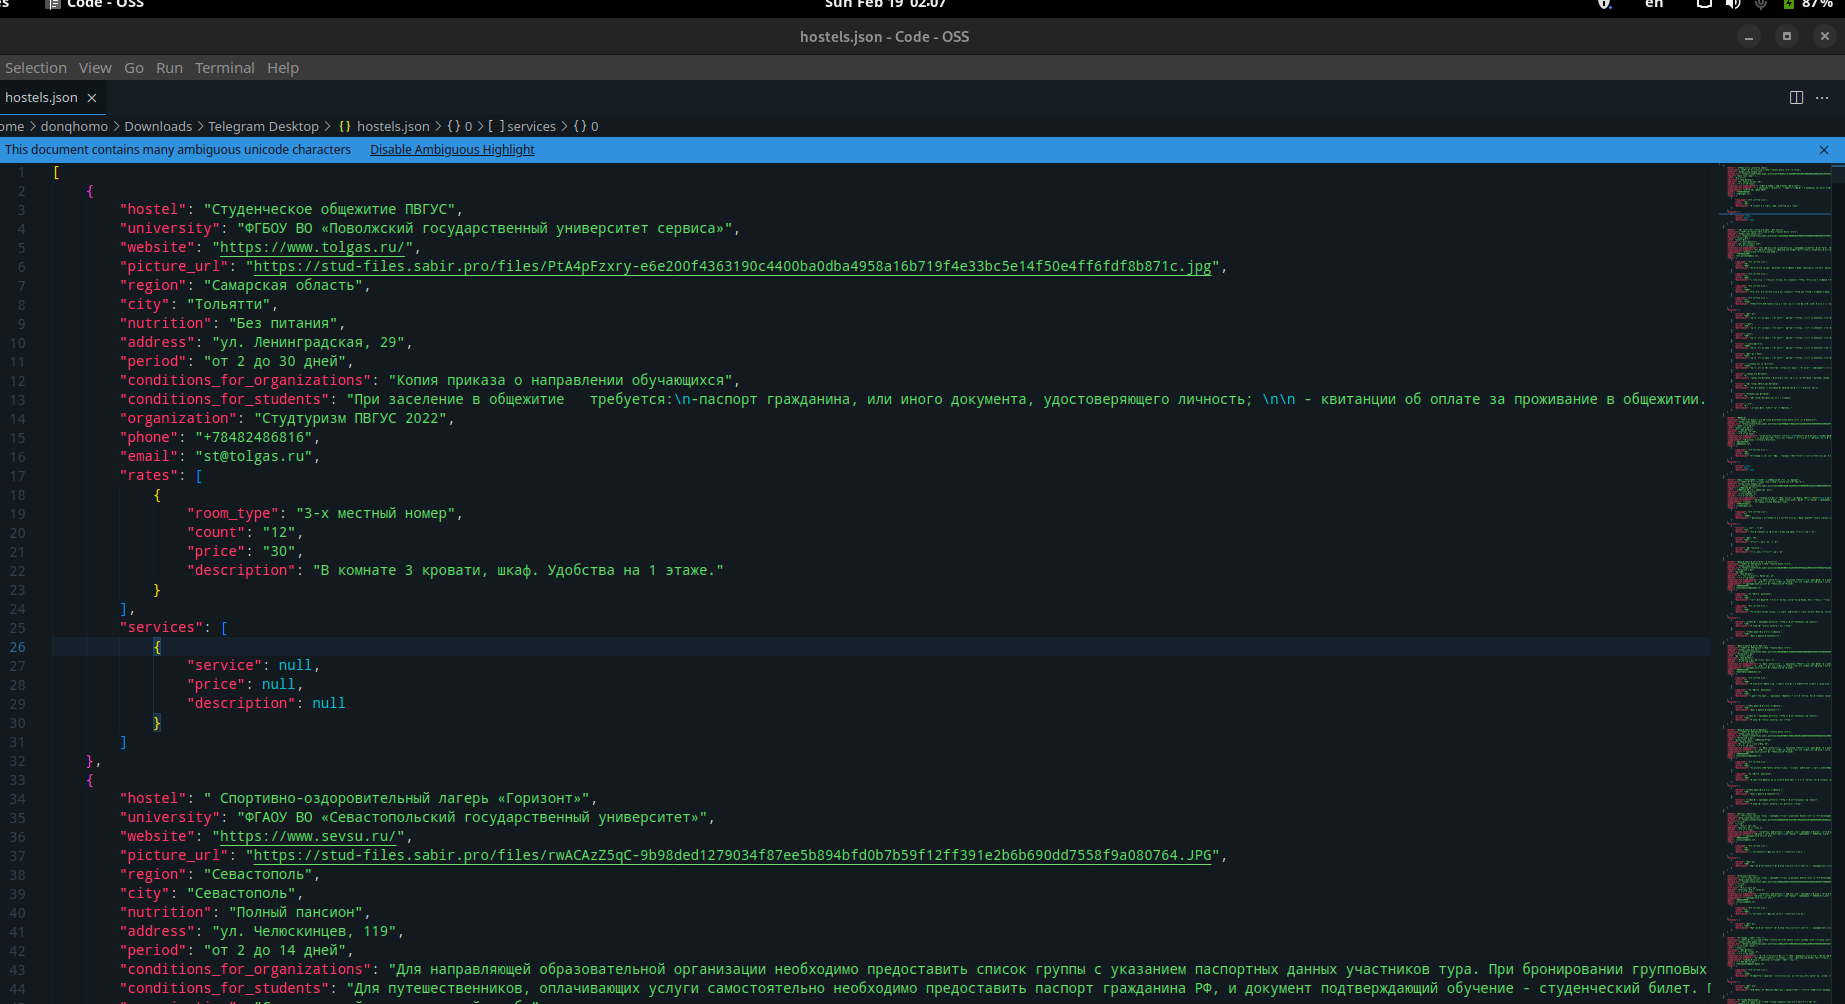 Code - OSS
Sun Feb 19 02:07
en
87%
hostels.json - Code - OSS
Selection View Go Run Terminal Help
hostels.json
donqhomo > Downloads > Telegram Desktop > {} hostels.json > {} 0 > [ ] services > {} 0
This document contains many ambiguous unicode characters Disable Ambiguous Highlight
1 [
2 {
3 "hostel": "Студенческое общежитие ПВГУС",
4 "university": "ФГБОУ ВО «Поволжский государственный университет сервиса»",
5 "website": "https://www.tolgas.ru/",
6 "picture_url": "https://stud-files.sabir.pro/files/PtA4pFzxry-e6e200f4363190c4400ba0dba4958a16b719f4e33bc5e14f50e4ff6fdf8b871c.jpg",
7 "region": "Самарская область",
8 "city": "Тольятти",
9 "nutrition": "Без питания",
10 "address": "ул. Ленинградская, 29",
11 "period": "от 2 до 30 дней",
12 "conditions_for_organizations": "Копия приказа о направлении обучающихся",
13 "conditions_for_students": "При заселение в общежитие   требуется:\n-паспорт гражданина, или иного документа, удостоверяющего личность; \n\n - квитанции об оплате за проживание в общежитии.
14 "organization": "Студтуризм ПВГУС 2022",
15 "phone": "+78482486816",
16 "email": "st@tolgas.ru",
17 "rates": [
18 {
19 "room_type": "3-х местный номер",
20 "count": "12",
21 "price": "30",
22 "description": "В комнате 3 кровати, шкаф. Удобства на 1 этаже."
23 }
24 ],
25 "services": [
26 {
27 "service": null,
28 "price": null,
29 "description": null
30 }
31 ]
32 },
33 {
34 "hostel": " Спортивно-оздоровительный лагерь «Горизонт»",
35 "university": "ФГАОУ ВО «Севастопольский государственный университет»",
36 "website": "https://www.sevsu.ru/",
37 "picture_url": "https://stud-files.sabir.pro/files/rwACAzZ5qC-9b98ded1279034f87ee5b894bfd0b7b59f12ff391e2b6b690dd7558f9a080764.JPG",
38 "region": "Севастополь",
39 "city": "Севастополь",
40 "nutrition": "Полный пансион",
41 "address": "ул. Челюскинцев, 119",
42 "period": "от 2 до 14 дней",
43 "conditions_for_organizations": "Для направляющей образовательной организации необходимо предоставить список группы с указанием паспортных данных участников тура. При бронировании групповых
44 "conditions_for_students": "Для путешественников, оплачивающих услуги самостоятельно необходимо предоставить паспорт гражданина РФ, и документ подтверждающий обучение - студенческий билет.